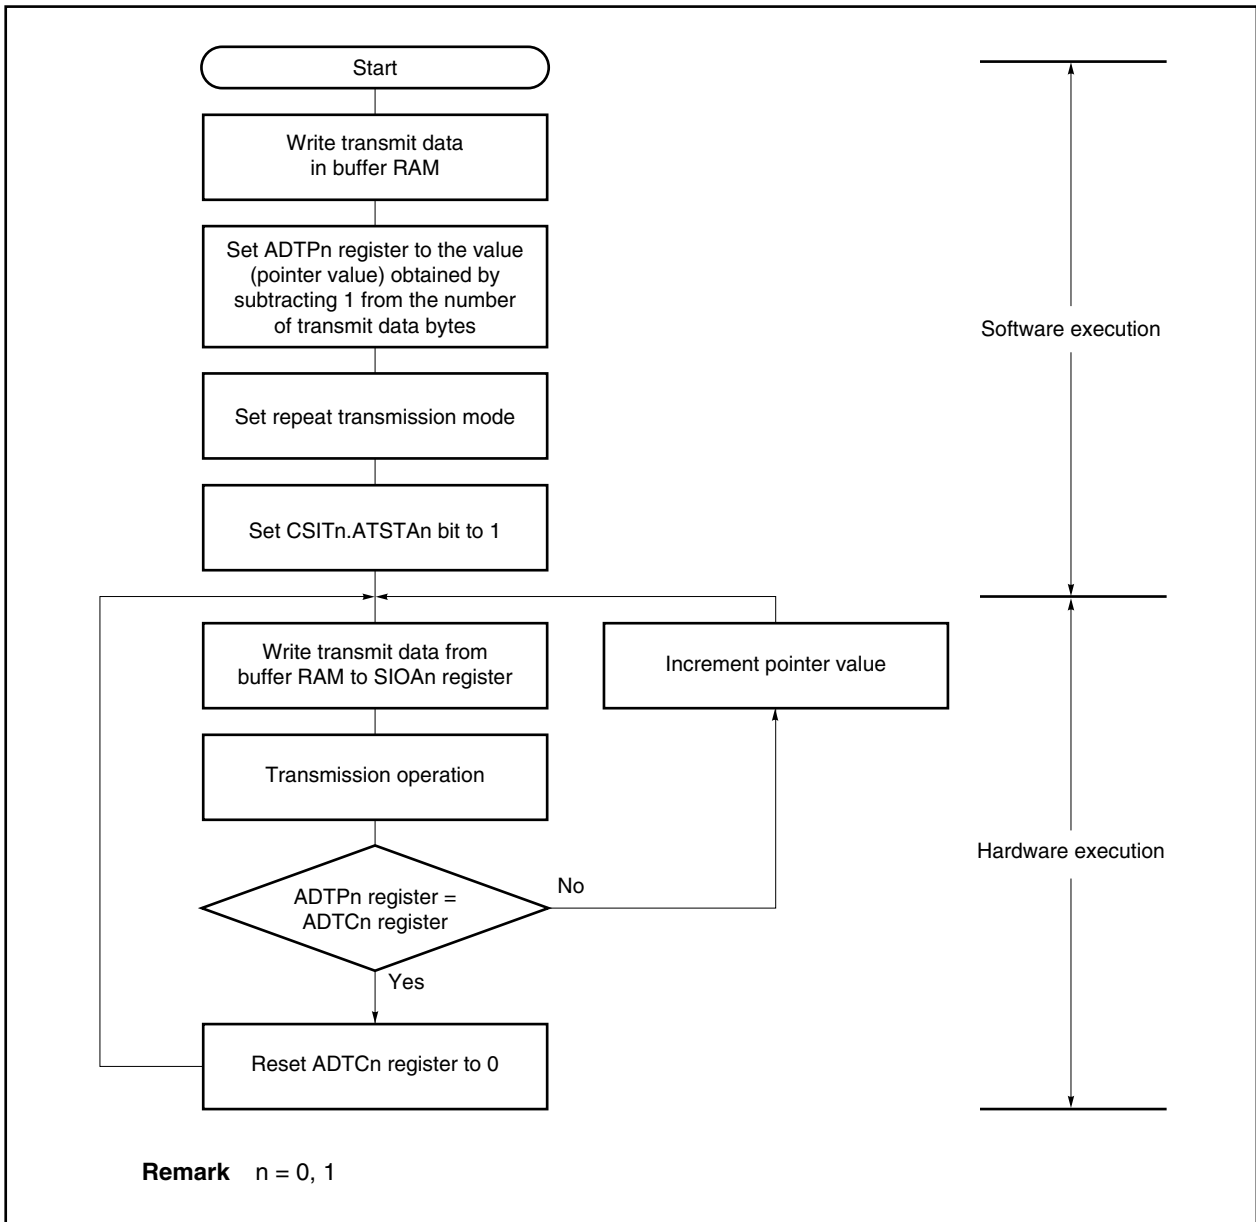 Start
Write transmit data
in buffer RAM
Set ADTPn register to the value
(pointer value) obtained by
subtracting 1 from the number
of transmit data bytes
Software execution
Set repeat transmission mode
Set CSITn.ATSTAn bit to 1
Write transmit data from
buffer RAM to SIOAn register
Increment pointer value
Transmission operation
Hardware execution
ADTPn register =
ADTCn register
No
Yes
Reset ADTCn register to 0
Remark n = 0, 1